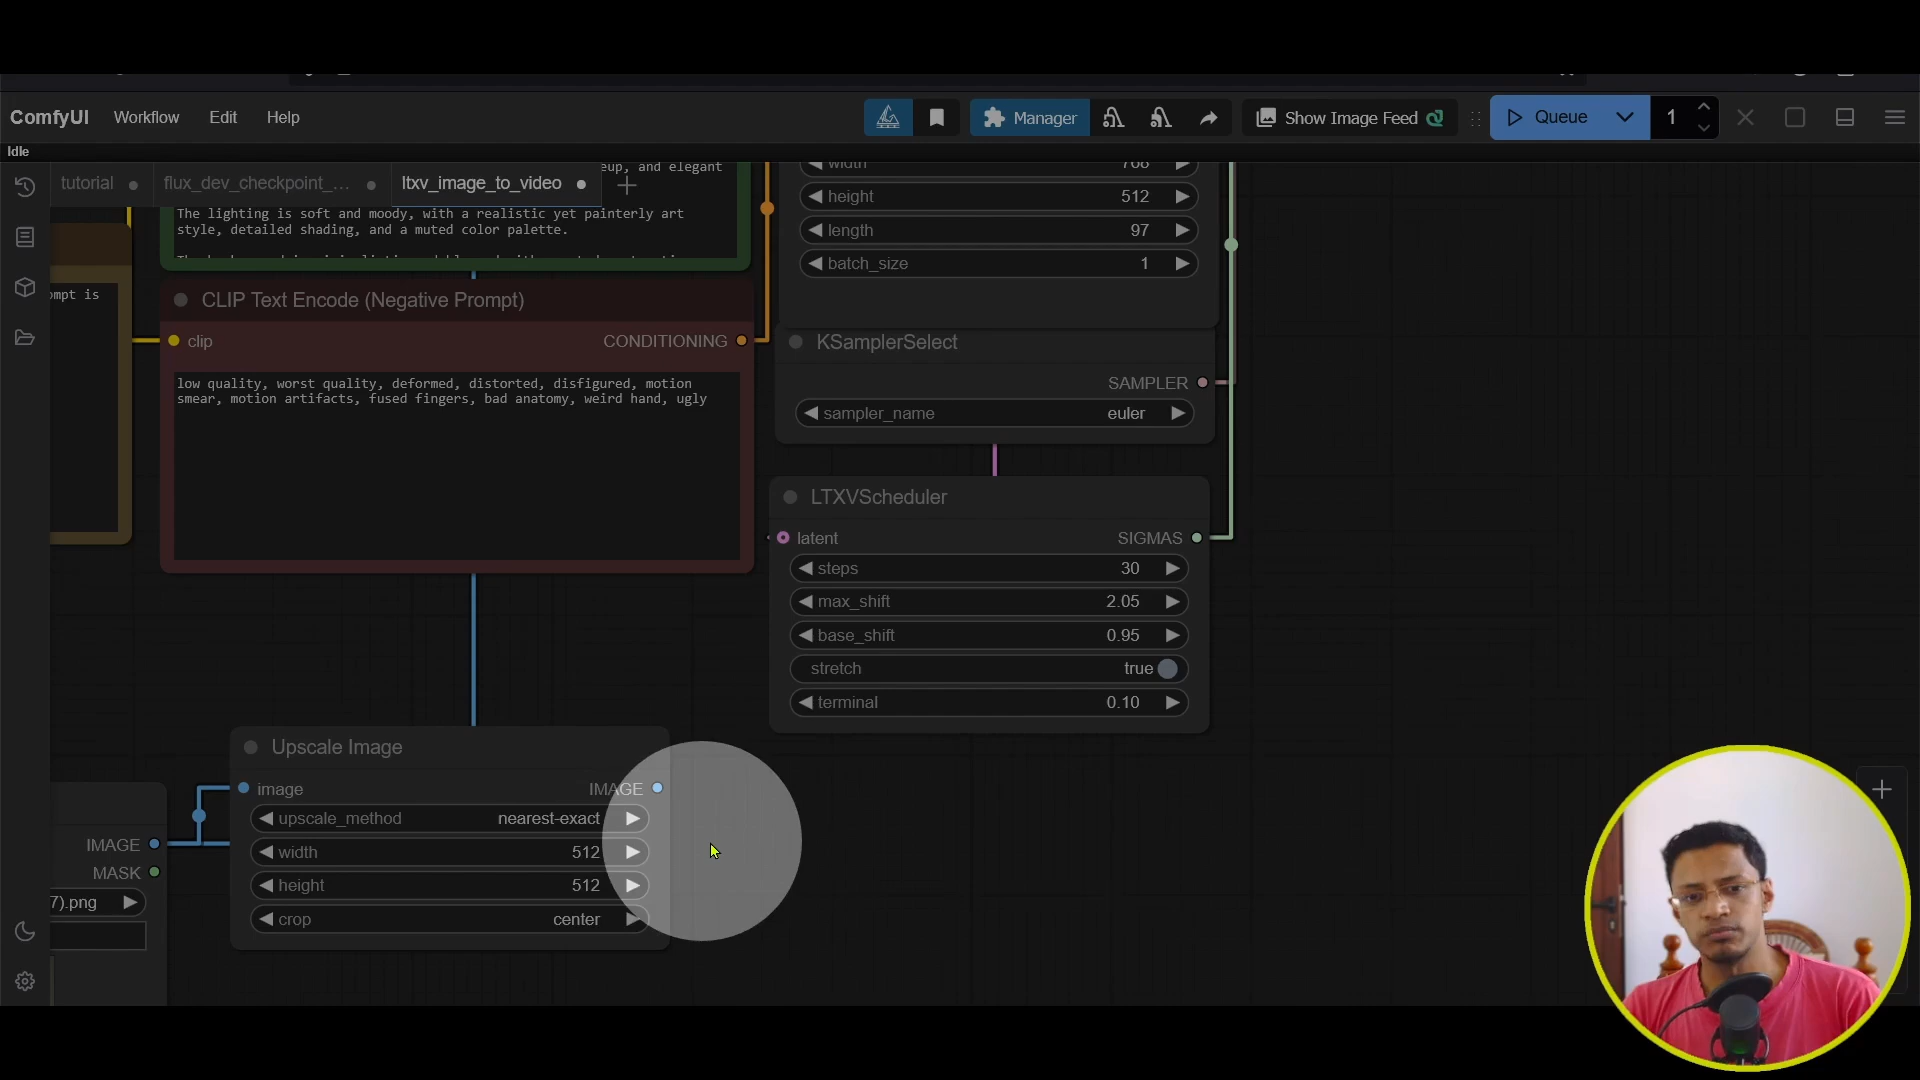 ComfyUI Workflow Edit Help
Manager
Show Image Feed
Queue
1
Idle
tutorial
flux_dev_checkpoint_...
ltxv_image_to_video
eup, and elegant
The lighting is soft and moody, with a realistic yet painterly art
style, detailed shading, and a muted color palette.
ompt is
CLIP Text Encode (Negative Prompt)
clip
CONDITIONING
low quality, worst quality, deformed, distorted, disfigured, motion
smear, motion artifacts, fused fingers, bad anatomy, weird hand, ugly
width 768
height 512
length 97
batch_size 1
KSamplerSelect
SAMPLER
sampler_name euler
LTXVScheduler
latent SIGMAS
steps 30
max_shift 2.05
base_shift 0.95
stretch true
terminal 0.10
Upscale Image
image IMAGE
upscale_method nearest-exact
width 512
height 512
crop center
IMAGE
MASK
7).png